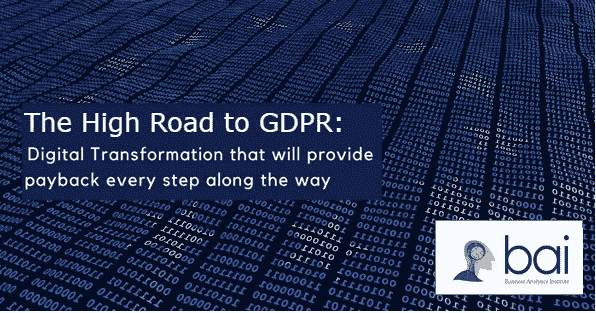 The High Road to GDPR:
Digital Transformation that will provide
payback every step along the way
bai
Business Analytics Institute